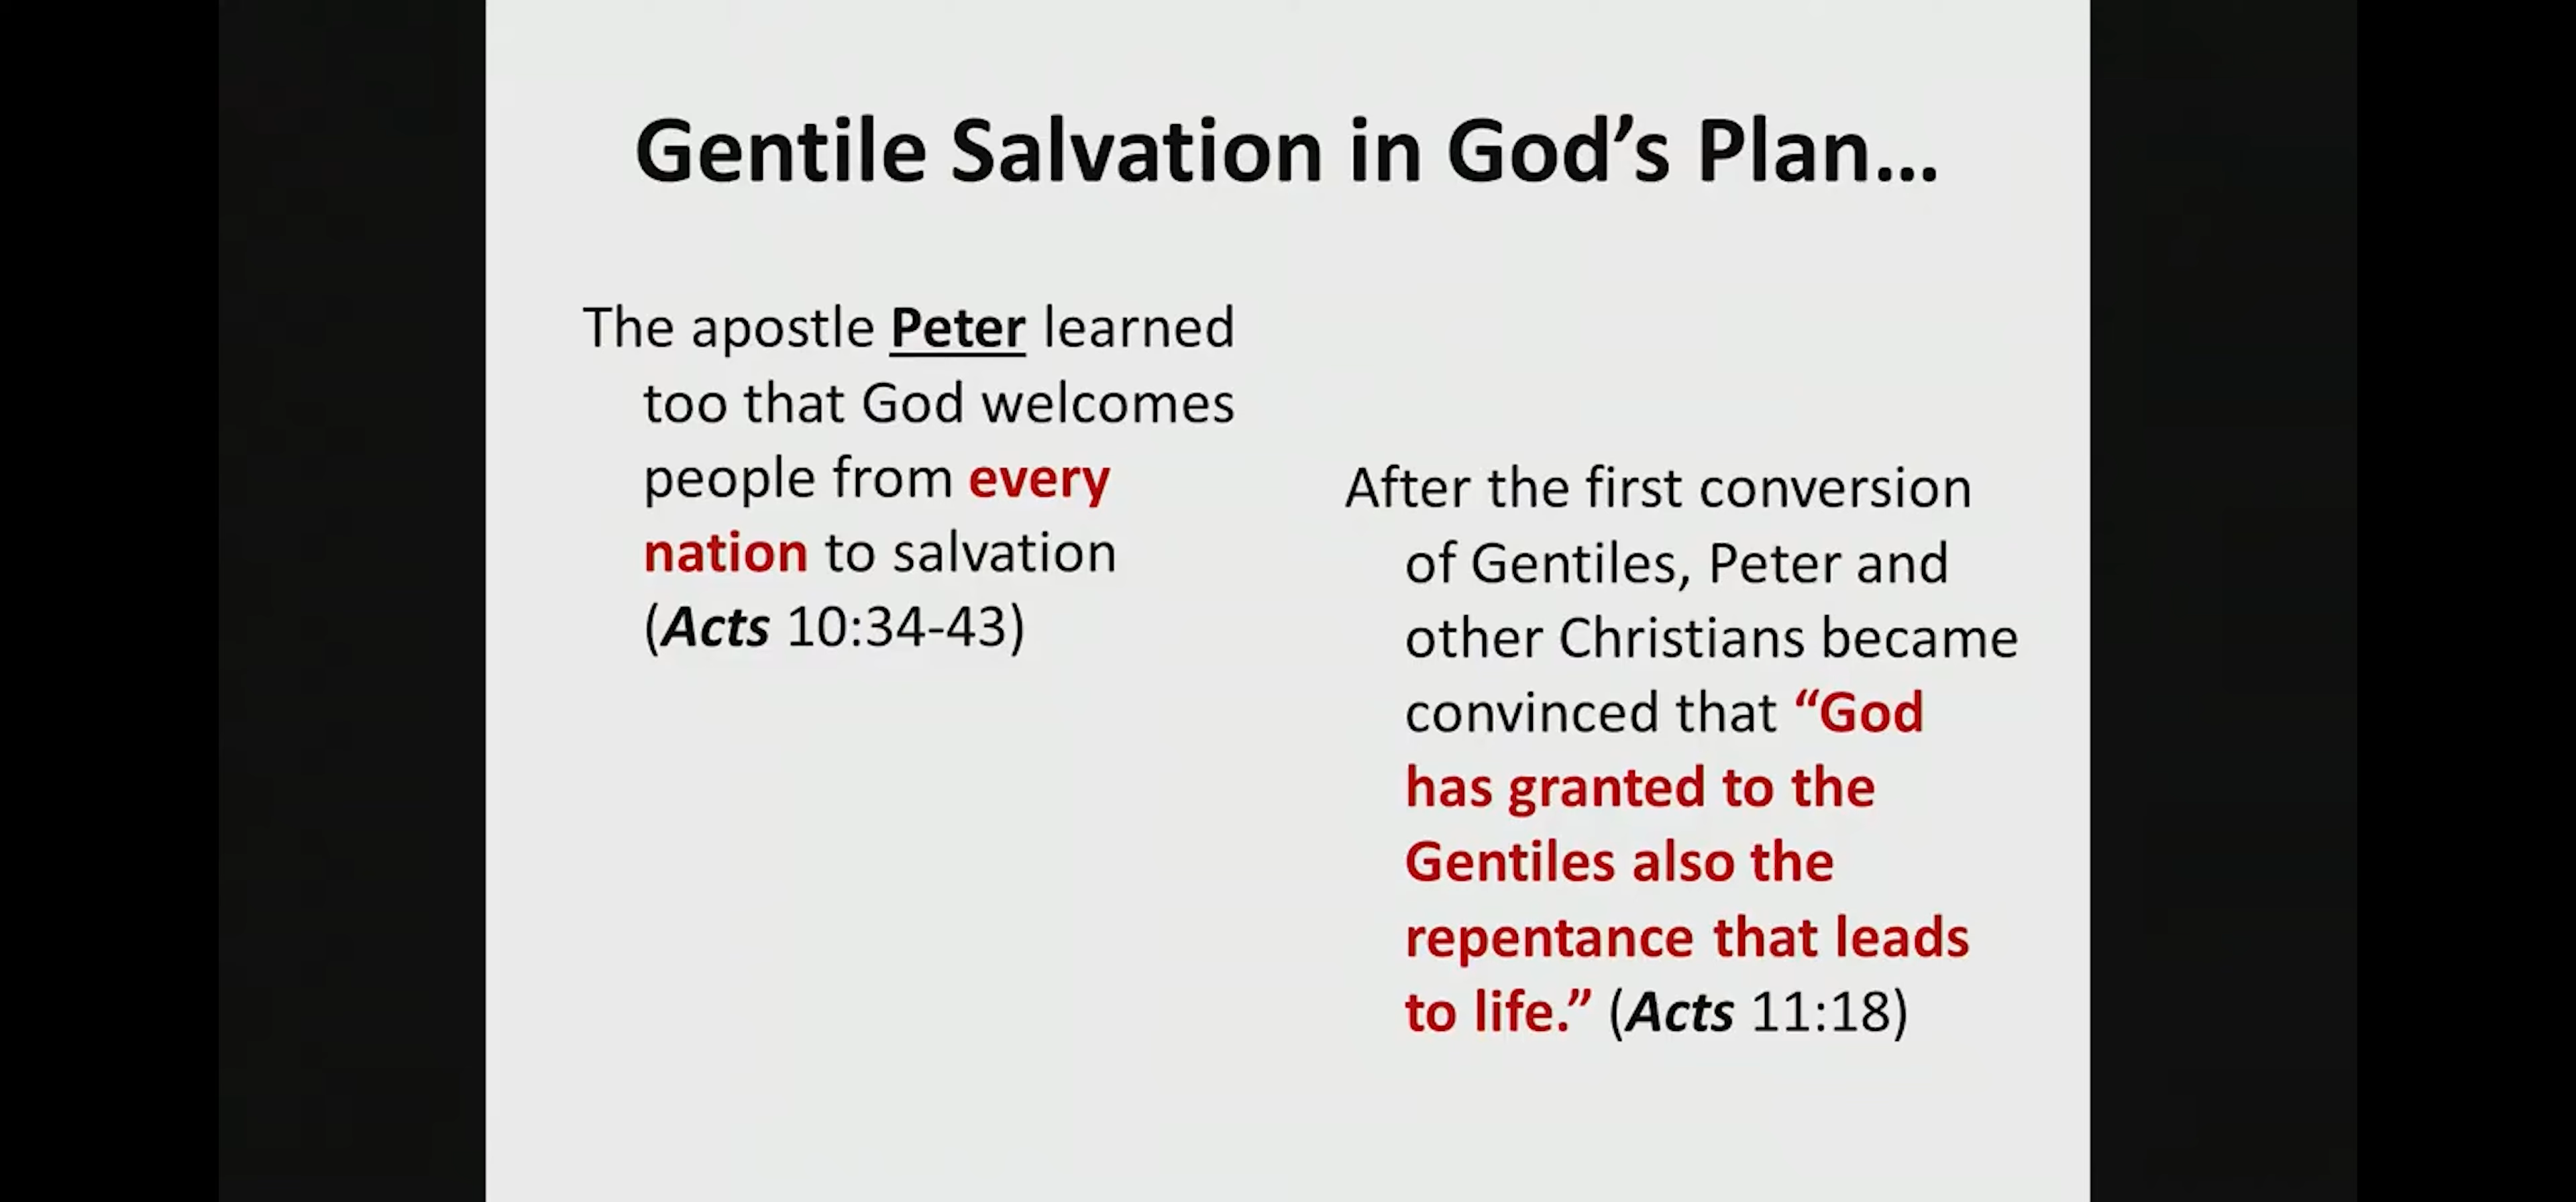 Gentile Salvation in God’s Plan…
The apostle Peter learned
too that God welcomes
people from every
nation to salvation
(Acts 10:34-43)
After the first conversion
of Gentiles, Peter and
other Christians became
convinced that “God
has granted to the
Gentiles also the
repentance that leads
to life.” (Acts 11:18)